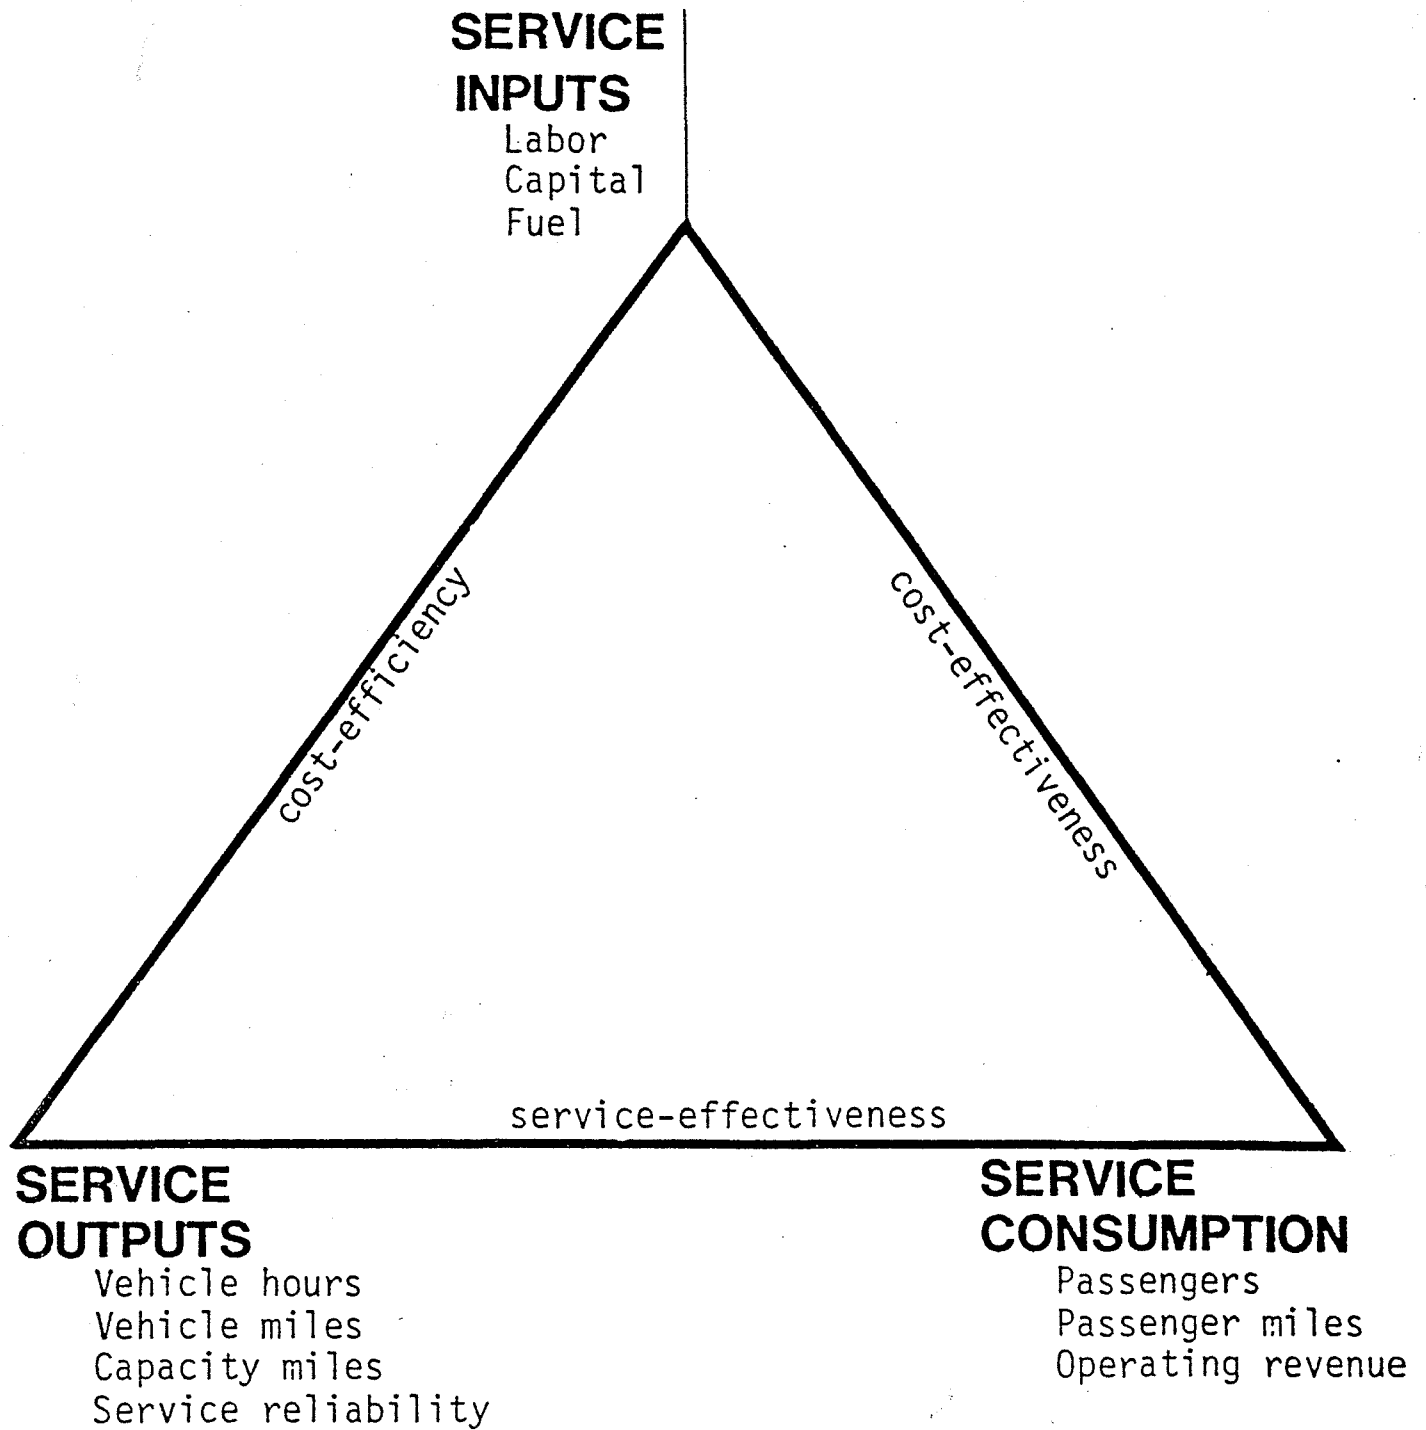 SERVICE
INPUTS
Labor
Capital
Fuel
cost-efficiency
cost-effectiveness
service-effectiveness
SERVICE
OUTPUTS
Vehicle hours
Vehicle miles
Capacity miles
Service reliability
SERVICE
CONSUMPTION
Passengers
Passenger miles
Operating revenue